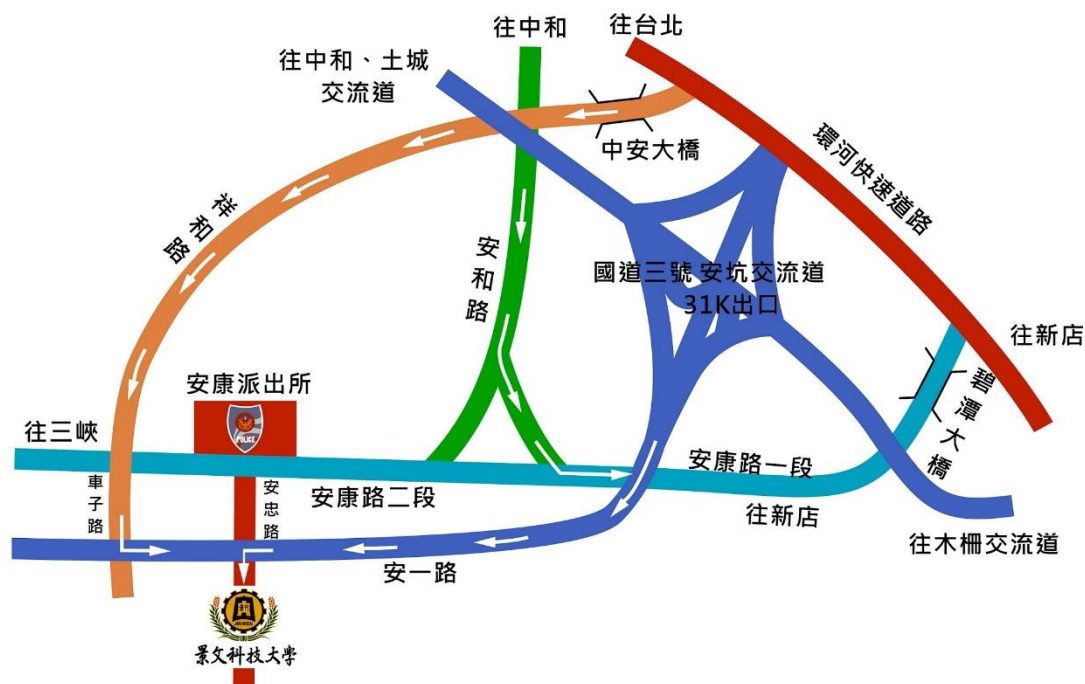 往中和
往台北
往中和、土城
交流道
中安大橋
環河快速道路
祥和路
安和路
國道三號 安坑交流道
31K出口
往新店
碧潭大橋
安康派出所
POLICE
往三峽
安康路一段
車子路
安忠路
安康路二段
往新店
往木柵交流道
安一路
景文科技大學